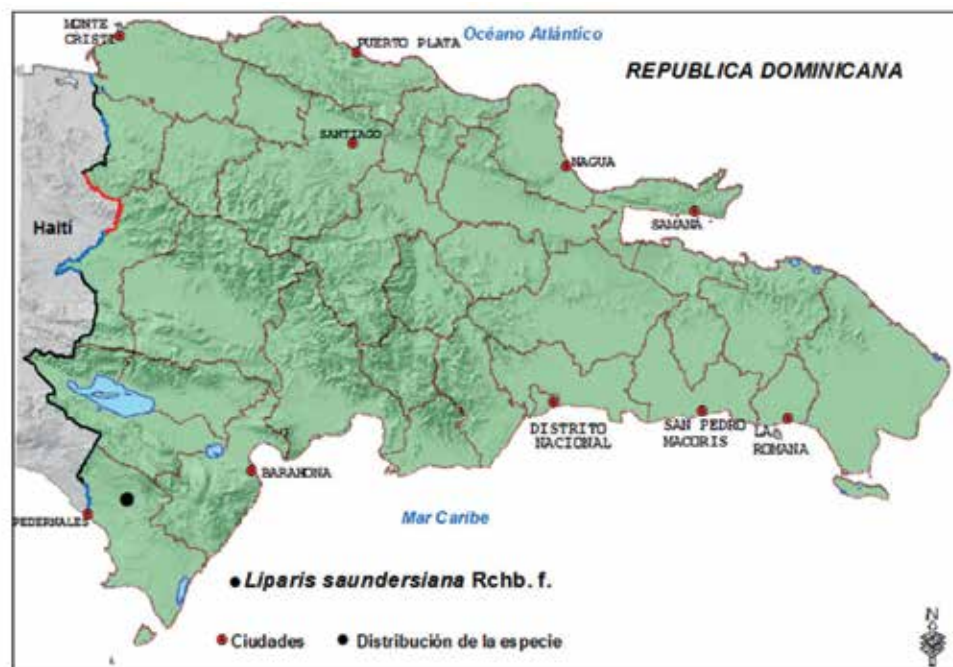 MONTE
CRISTI
PUERTO PLATA
Océano Atlántico
REPUBLICA DOMINICANA
SANTIAGO
NAGUA
SAMANÁ
Haití
DISTRITO
NACIONAL
SAN PEDRO
MACORIS
LA
ROMANA
BARAHONA
PEDERNALES
Mar Caribe
Liparis saundersiana Rchb. f.
Ciudades
Distribución de la especie
N